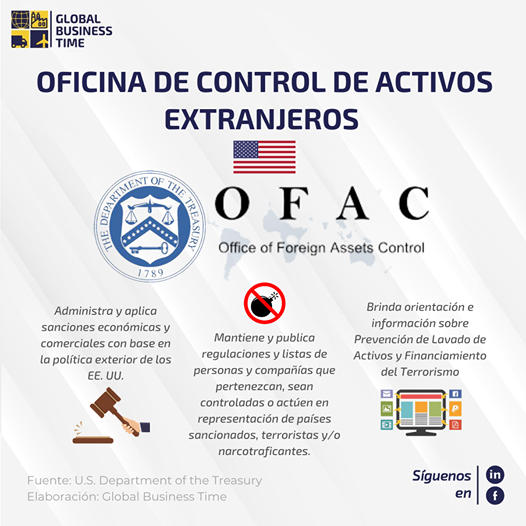 GLOBAL
BUSINESS
TIME
OFICINA DE CONTROL DE ACTIVOS
EXTRANJEROS
THE DEPARTMENT OF THE TREASURY
1789
OFAC
Office of Foreign Assets Control
Administra y aplica
sanciones económicas y
comerciales con base en
la política exterior de los
EE. UU.
Mantiene y publica
regulaciones y listas de
personas y compañías que
pertenezcan, sean
controladas o actúen en
representación de países
sancionados, terroristas y/o
narcotraficantes.
Brinda orientación e
información sobre
Prevención de Lavado de
Activos y Financiamiento
del Terrorismo
Fuente: U.S. Department of the Treasury
Elaboración: Global Business Time
Síguenos
en
in
f